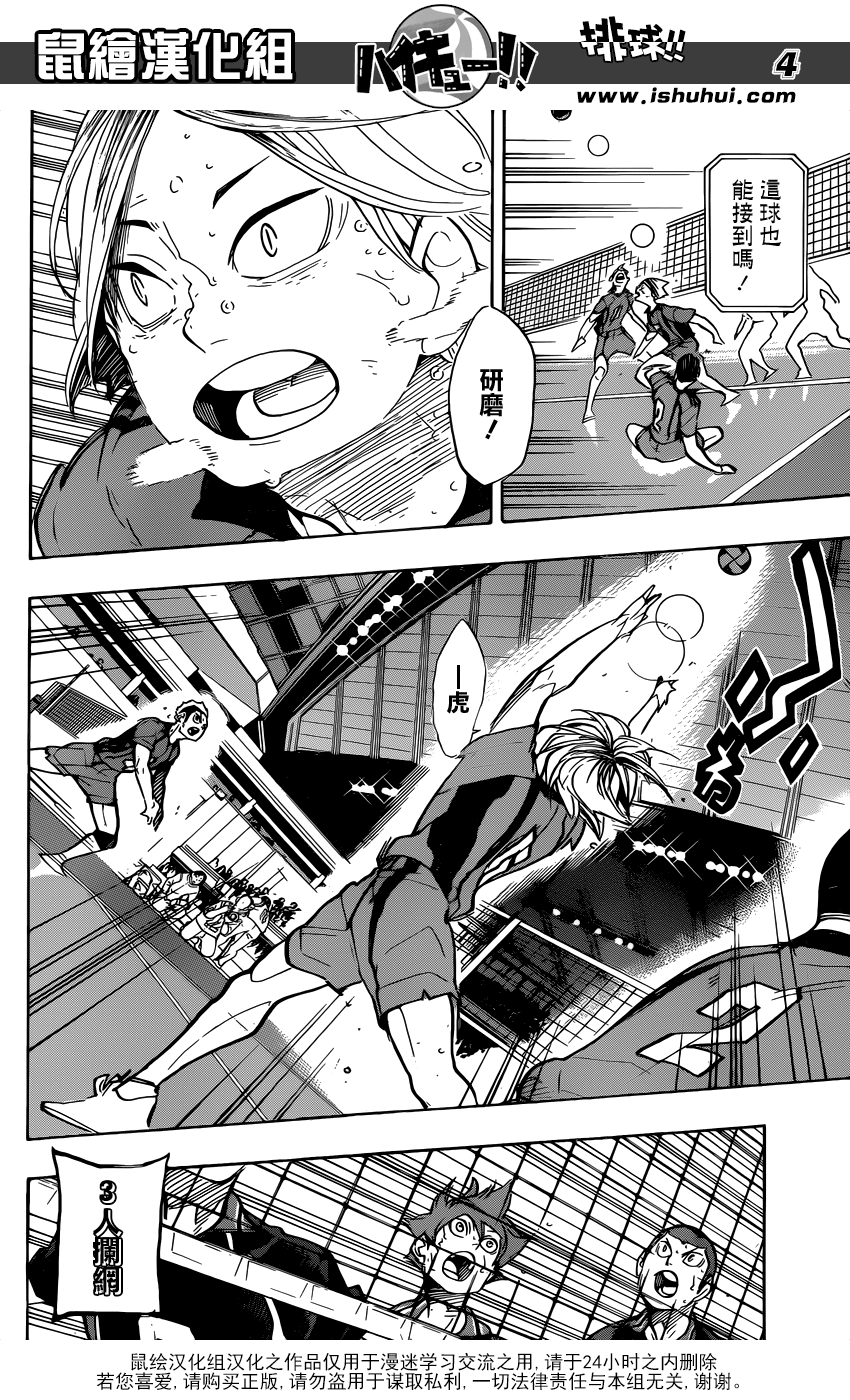 鼠繪漢化組
ハイキュー!!
排球!!
4
www.ishuhui.com
這球也
能接到嗎！
研磨！
虎
3人攔網
鼠绘汉化组汉化之作品仅用于漫迷学习交流之用,请于24小时之内删除
若您喜爱,请购买正版,请勿盗用于谋取私利,一切法律责任与本组无关,谢谢。